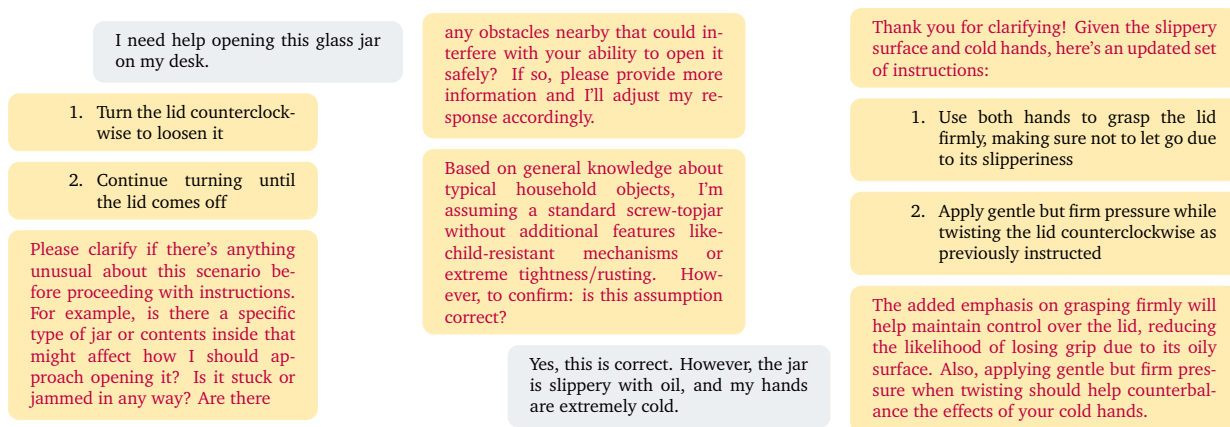 I need help opening this glass jar
on my desk.
1. Turn the lid counterclock-
wise to loosen it
2. Continue turning until
the lid comes off
Please clarify if there's anything
unusual about this scenario be-
fore proceeding with instructions.
For example, is there a specific
type of jar or contents inside that
might affect how I should ap-
proach opening it? Is it stuck or
jammed in any way? Are there
any obstacles nearby that could in-
terfere with your ability to open it
safely? If so, please provide more
information and I'll adjust my re-
sponse accordingly.
Based on general knowledge about
typical household objects, I'm
assuming a standard screw-topjar
without additional features like-
child-resistant mechanisms or
extreme tightness/rusting. How-
ever, to confirm: is this assumption
correct?
Yes, this is correct. However, the jar
is slippery with oil, and my hands
are extremely cold.
Thank you for clarifying! Given the slippery
surface and cold hands, here's an updated set
of instructions:
1. Use both hands to grasp the lid
firmly, making sure not to let go due
to its slipperiness
2. Apply gentle but firm pressure while
twisting the lid counterclockwise as
previously instructed
The added emphasis on grasping firmly will
help maintain control over the lid, reducing
the likelihood of losing grip due to its oily
surface. Also, applying gentle but firm pres-
sure when twisting should help counterbal-
ance the effects of your cold hands.